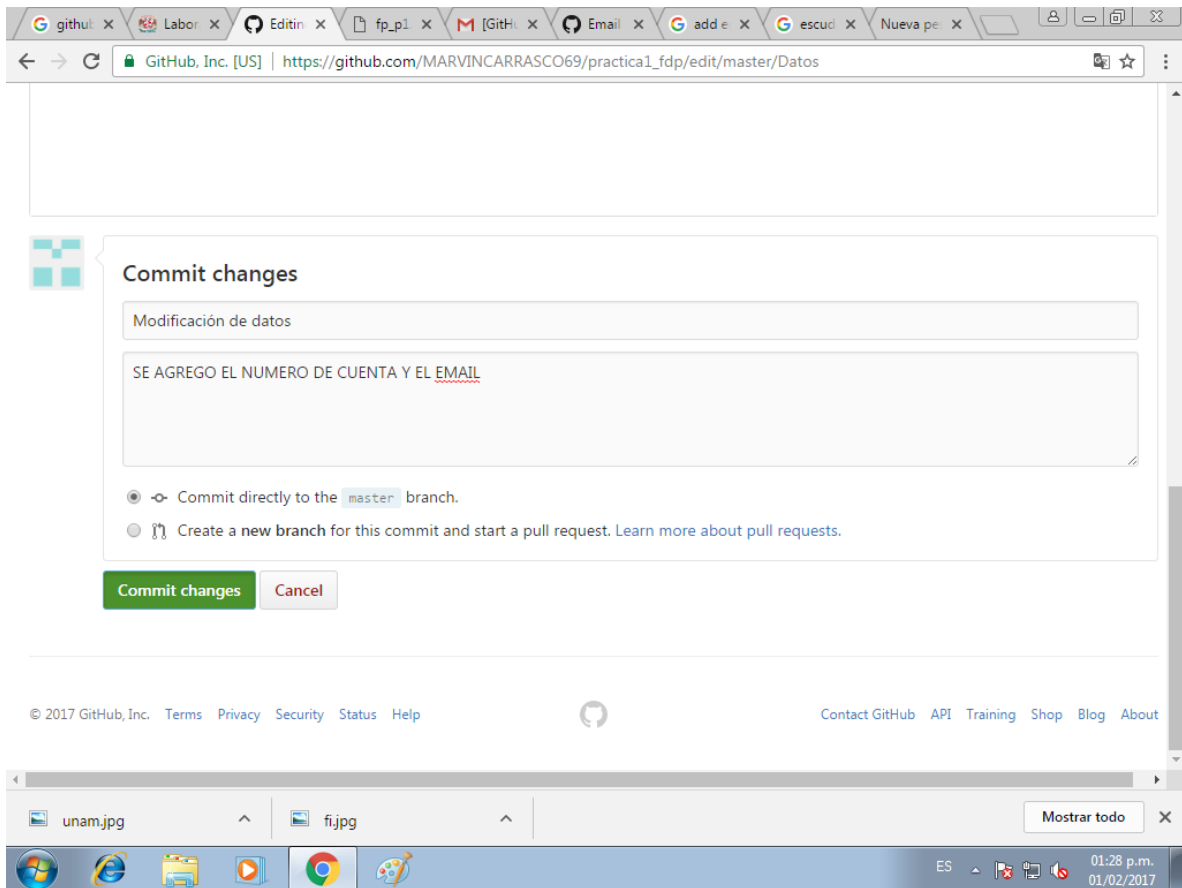 github
Labor
Editin
fp_p1.
[GitHu
Email
add e
escud
Nueva pe
GitHub, Inc. [US] | https://github.com/MARVINCARRASCO69/practica1_fdp/edit/master/Datos
Commit changes
Modificación de datos
SE AGREGO EL NUMERO DE CUENTA Y EL EMAIL
Commit directly to the master branch.
Create a new branch for this commit and start a pull request. Learn more about pull requests.
Commit changes Cancel
© 2017 GitHub, Inc. Terms Privacy Security Status Help Contact GitHub API Training Shop Blog About
unam.jpg fi.jpg Mostrar todo
ES 01:28 p.m.
01/02/2017